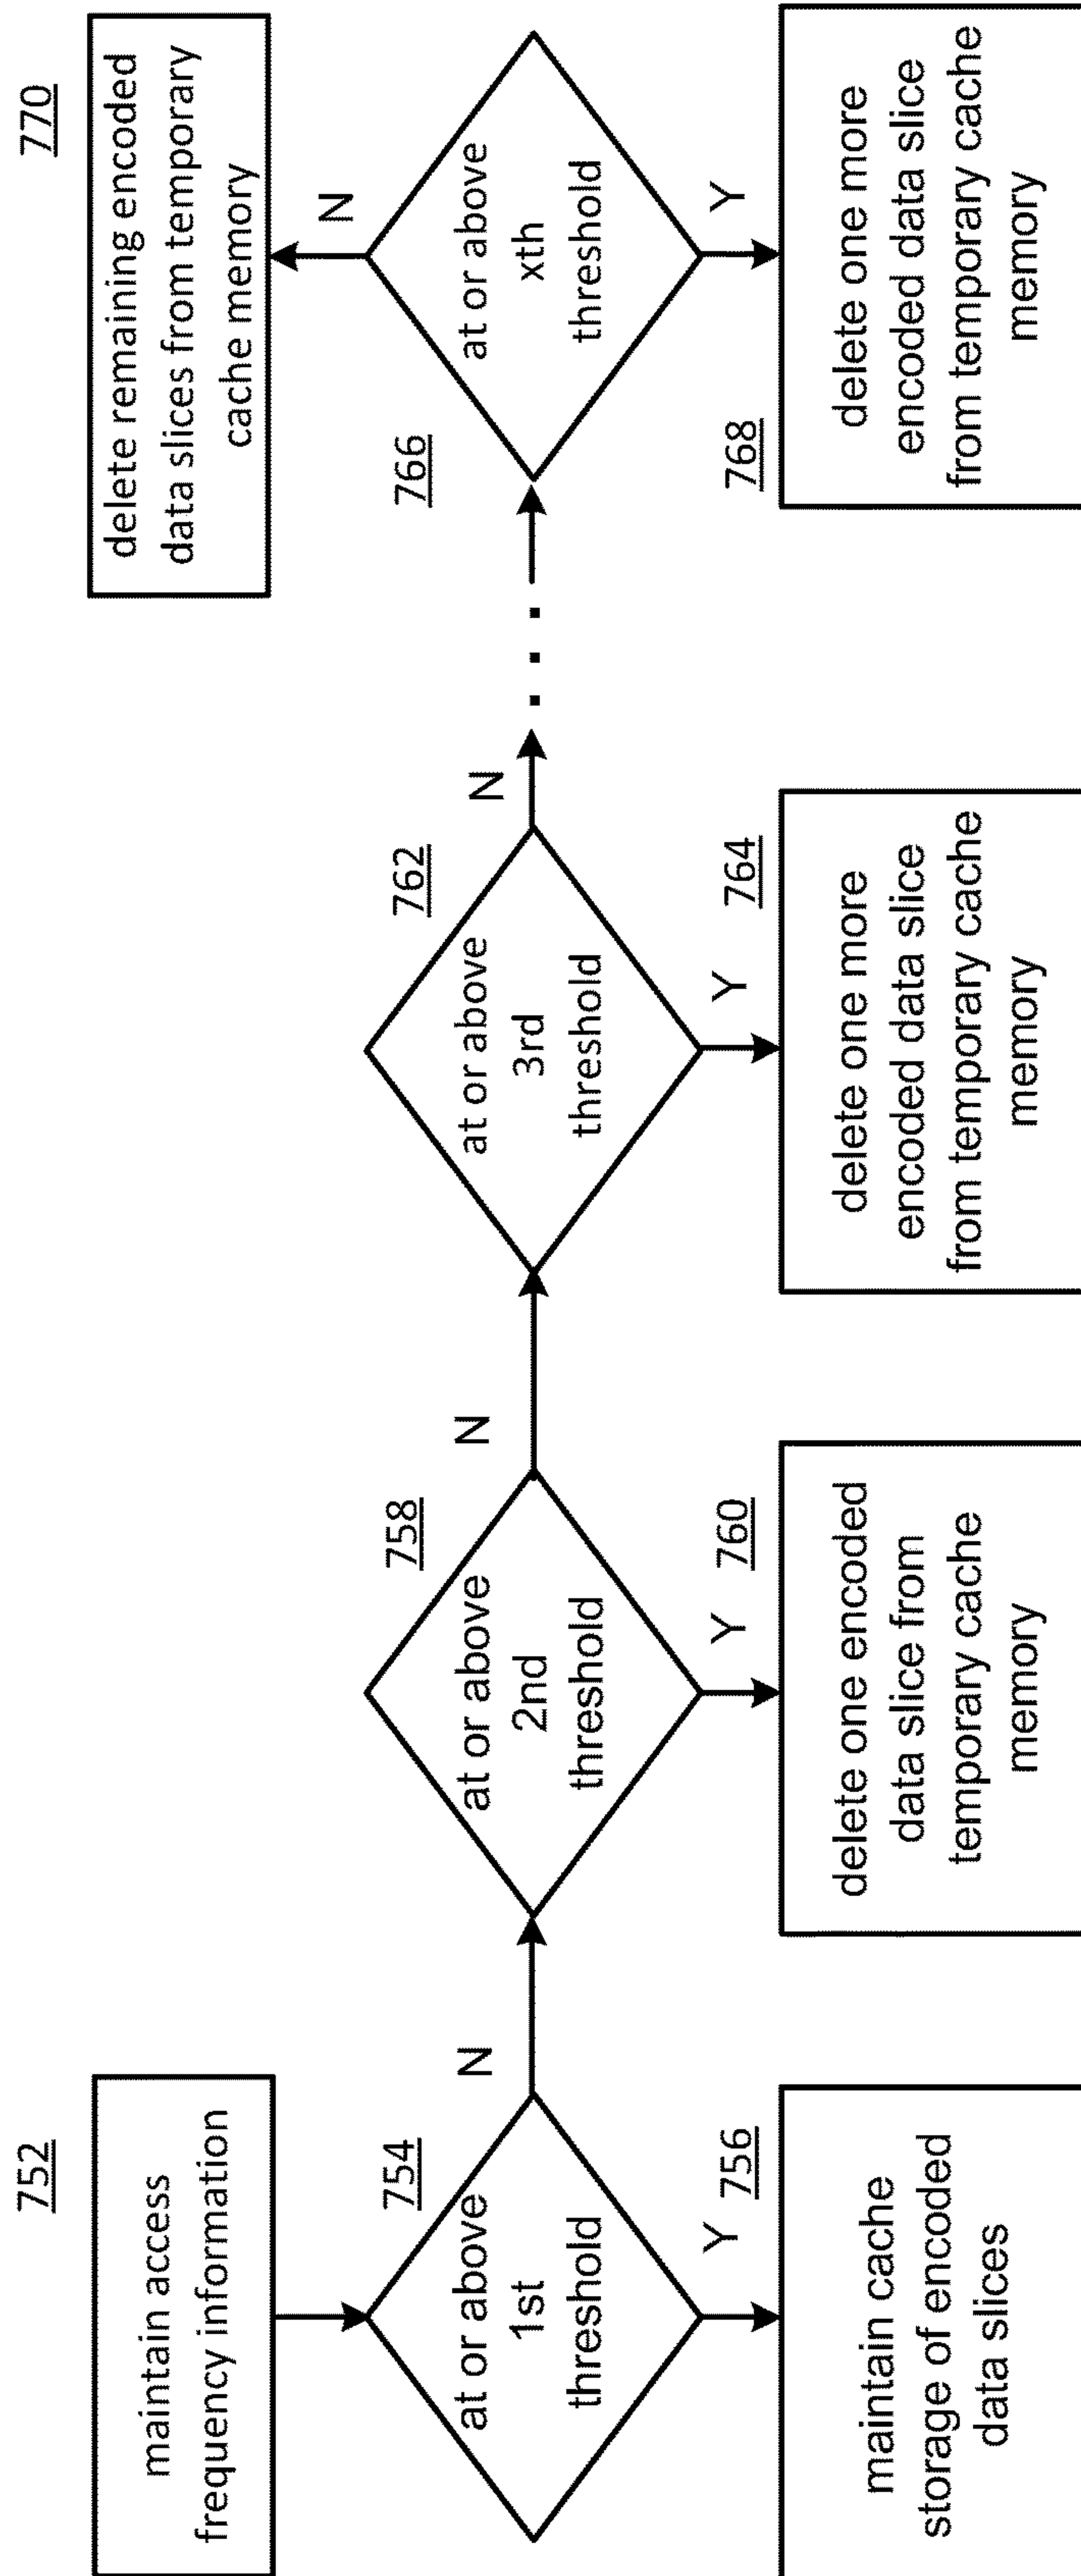 752
maintain access
frequency information
754
at or above
1st
threshold
N
Y
756
maintain cache
storage of encoded
data slices
758
at or above
2nd
threshold
N
Y
760
delete one encoded
data slice from
temporary cache
memory
762
at or above
3rd
threshold
N
Y
764
delete one more
encoded data slice
from temporary cache
memory
. . .
766
at or above
xth
threshold
N
Y
768
delete one more
encoded data slice
from temporary cache
memory
770
delete remaining encoded
data slices from temporary
cache memory